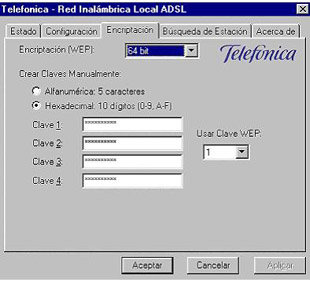 Telefonica - Red Inalámbrica Local ADSL
Estado Configuración Encriptación Búsqueda de Estación Acerca de
Encriptación (WEP): 64 bit Telefónica
Crear Claves Manualmente:
Alfanumérica: 5 caracteres
Hexadecimal: 10 dígitos (0-9, A-F)
Clave 1: **********
Usar Clave WEP:
Clave 2: **********
1
Clave 3: **********
Clave 4: **********
Aceptar Cancelar Aplicar